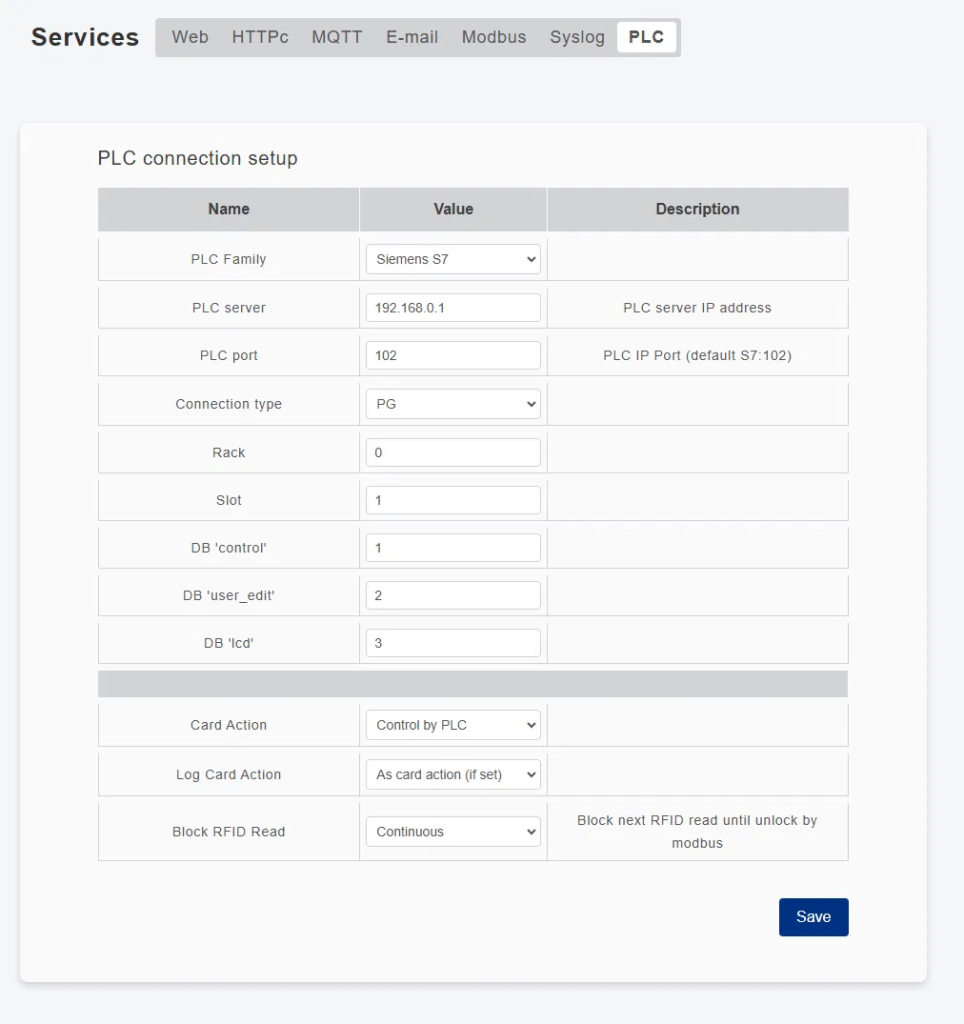 Services Web HTTPc MQTT E-mail Modbus Syslog PLC
PLC connection setup
Name Value Description
PLC Family Siemens S7
PLC server 192.168.0.1 PLC server IP address
PLC port 102 PLC IP Port (default S7:102)
Connection type PG
Rack 0
Slot 1
DB 'control' 1
DB 'user_edit' 2
DB 'lcd' 3
Card Action Control by PLC
Log Card Action As card action (if set)
Block RFID Read Continuous Block next RFID read until unlock by
modbus
Save